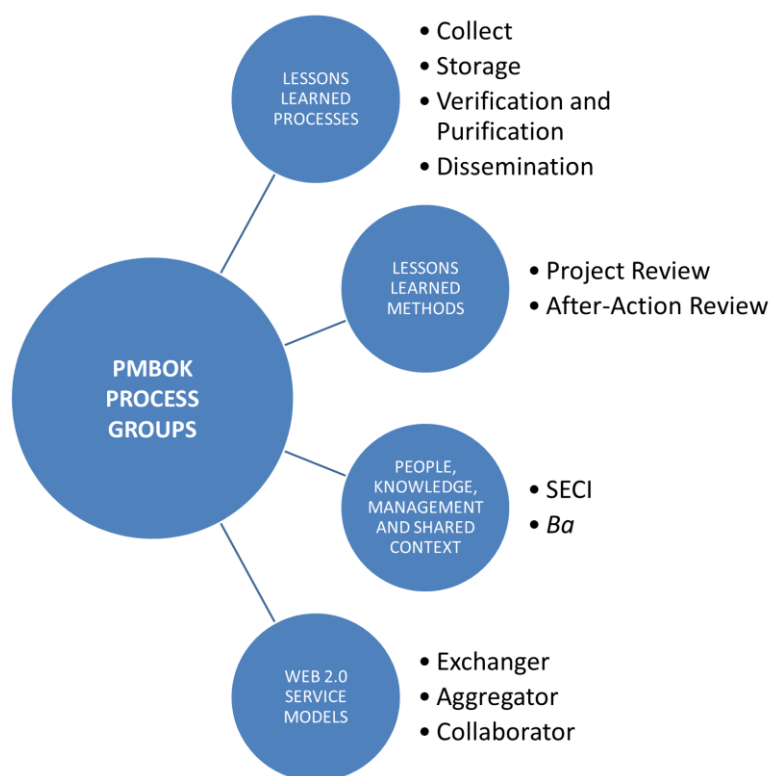 LESSONS
LEARNED
PROCESSES
• Collect
• Storage
• Verification and
Purification
• Dissemination
LESSONS
LEARNED
METHODS
• Project Review
• After-Action Review
PMBOK
PROCESS
GROUPS
PEOPLE,
KNOWLEDGE,
MANAGEMENT
AND SHARED
CONTEXT
• SECI
• Ba
WEB 2.0
SERVICE
MODELS
• Exchanger
• Aggregator
• Collaborator